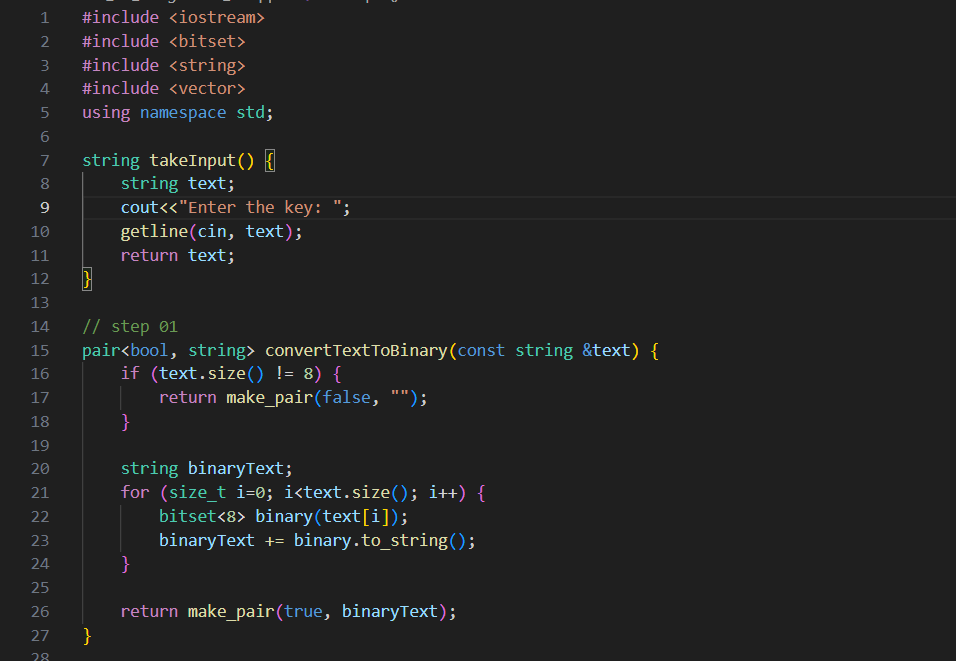 1 #include <iostream>
2 #include <bitset>
3 #include <string>
4 #include <vector>
5 using namespace std;
6
7 string takeInput() {
8     string text;
9     cout<<"Enter the key: ";
10     getline(cin, text);
11     return text;
12 }
13
14 // step 01
15 pair<bool, string> convertTextToBinary(const string &text) {
16     if (text.size() != 8) {
17         return make_pair(false, "");
18     }
19
20     string binaryText;
21     for (size_t i=0; i<text.size(); i++) {
22         bitset<8> binary(text[i]);
23         binaryText += binary.to_string();
24     }
25
26     return make_pair(true, binaryText);
27 }
28